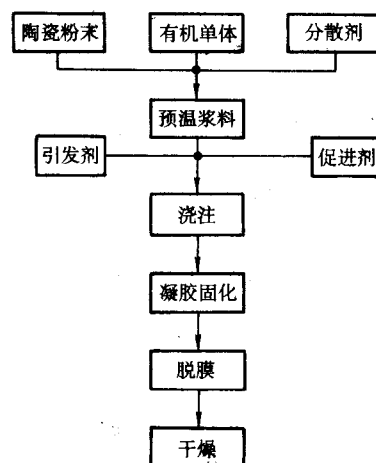 陶瓷粉末
有机单体
分散剂
预温浆料
引发剂
促进剂
浇注
凝胶固化
脱膜
干燥